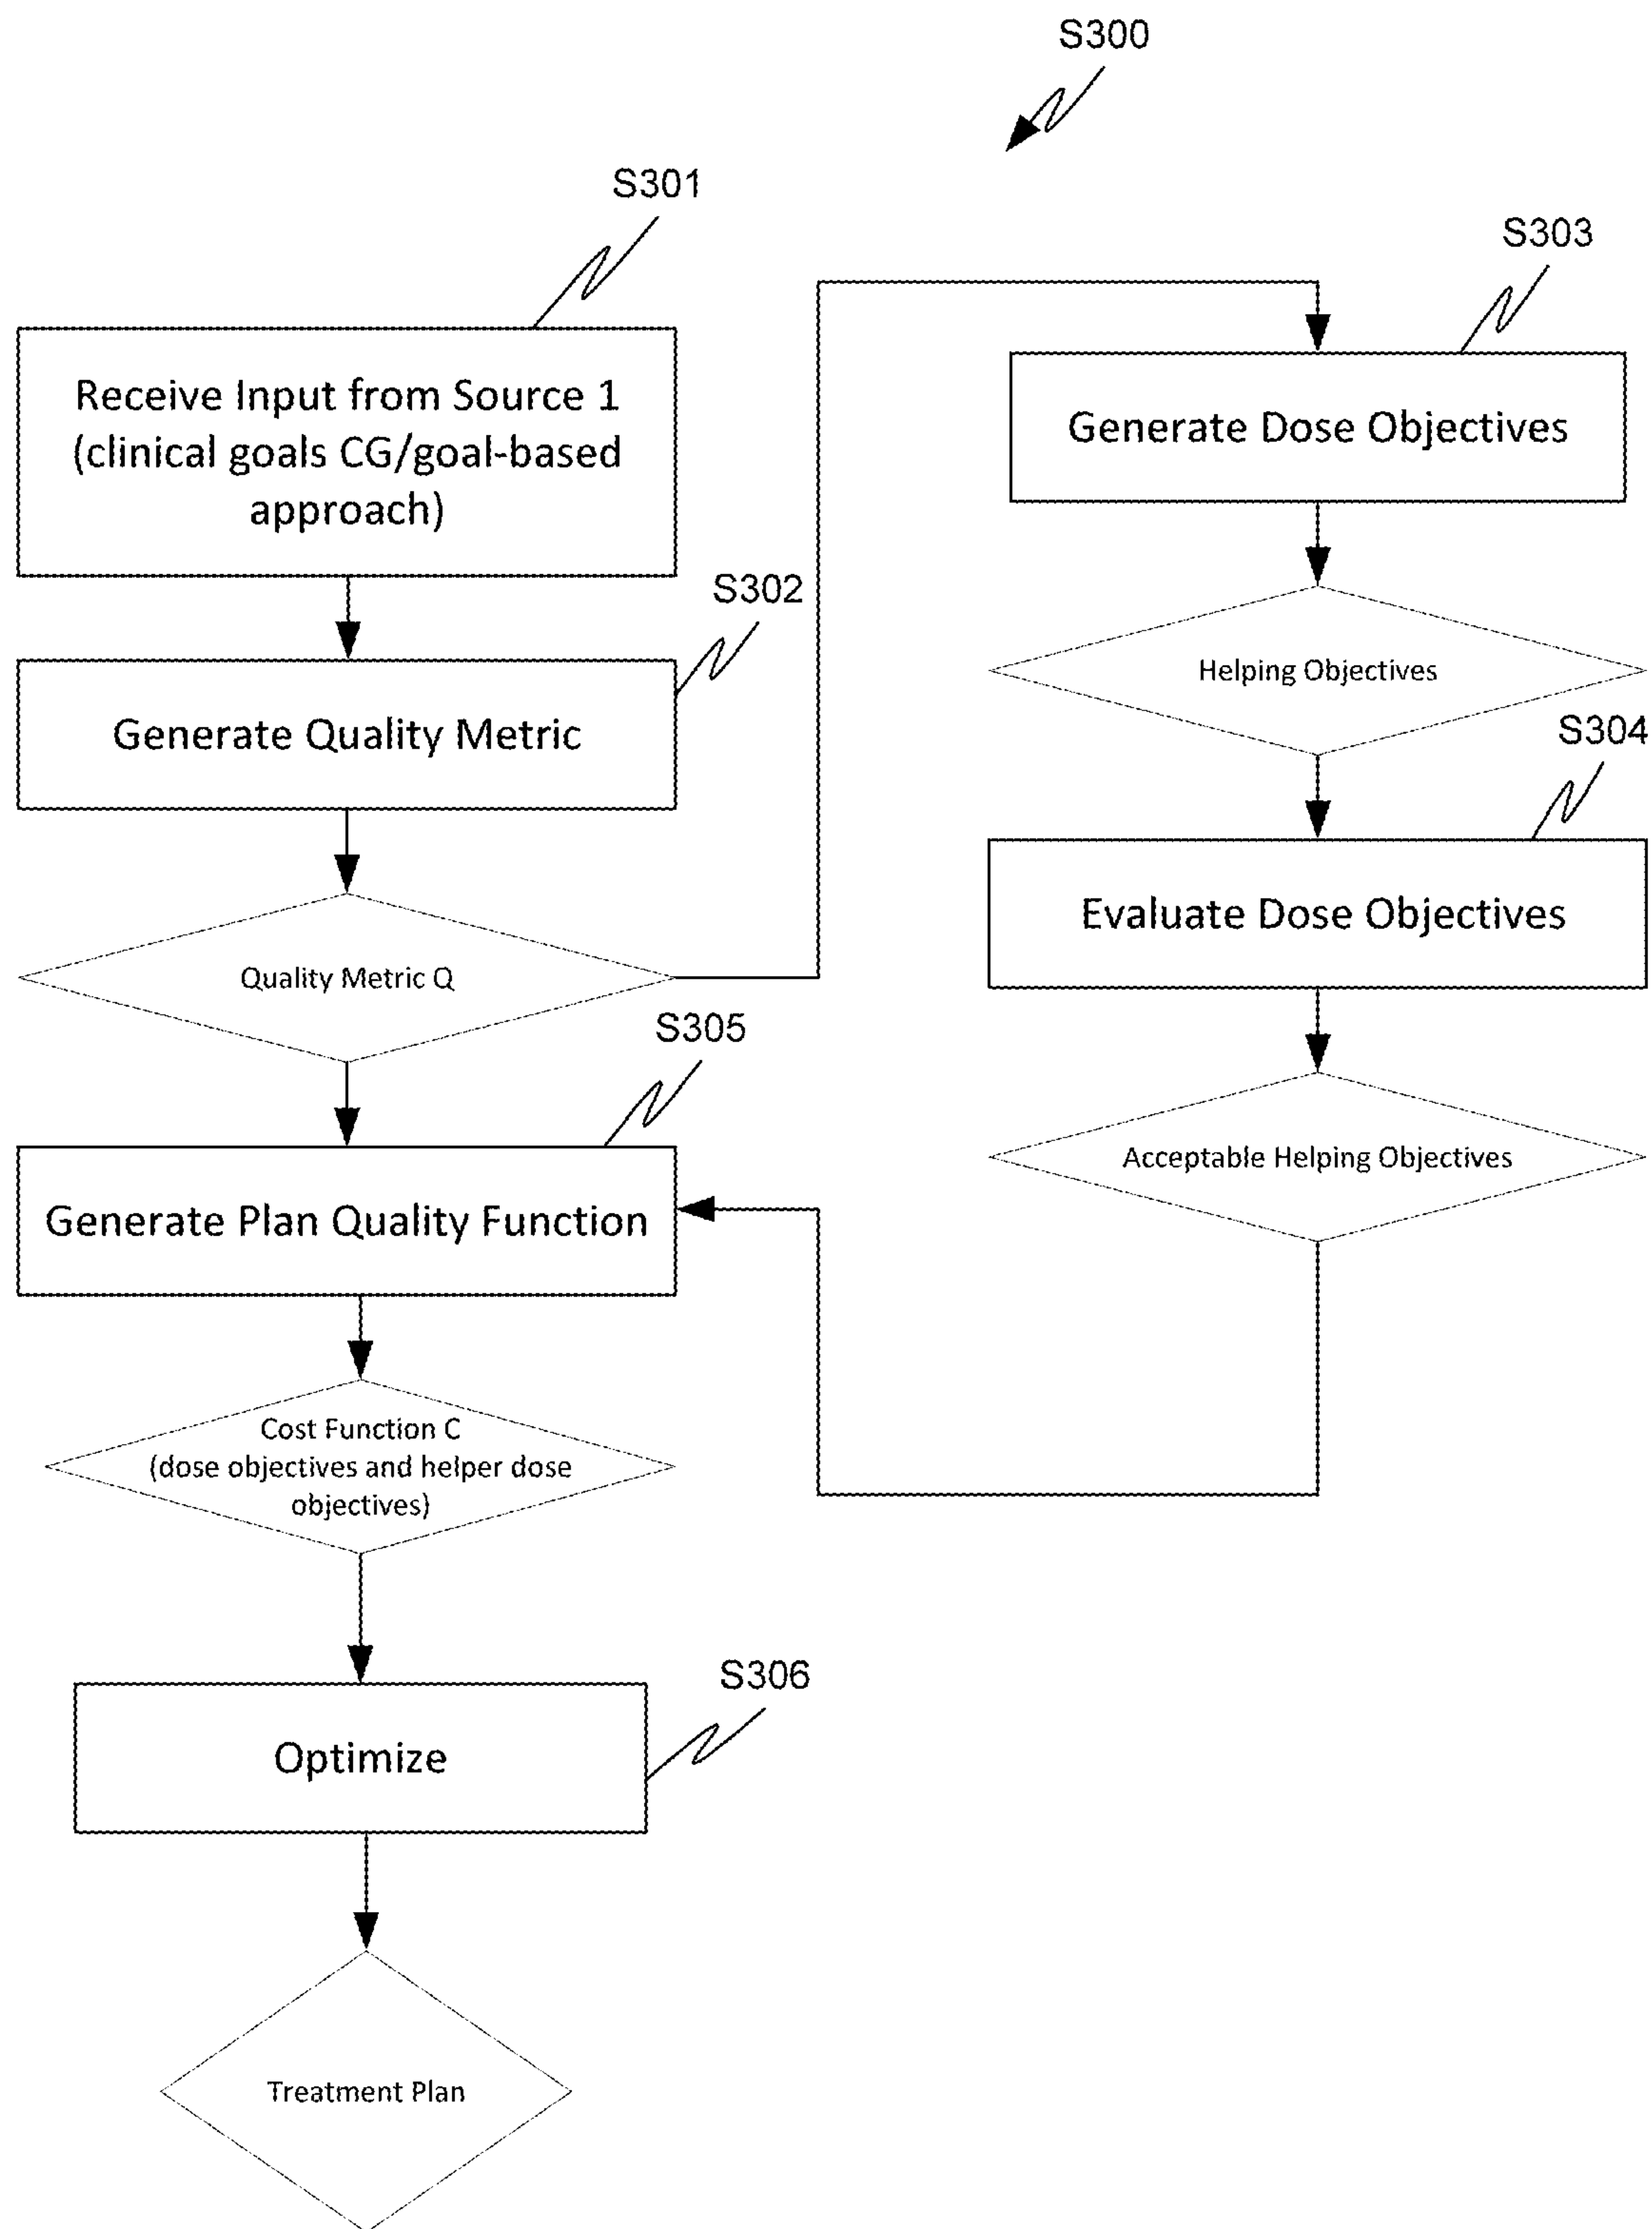 S300
S301
Receive Input from Source 1
(clinical goals CG/goal-based
approach)
S302
Generate Quality Metric
Quality Metric Q
S303
Generate Dose Objectives
Helping Objectives
S304
Evaluate Dose Objectives
Acceptable Helping Objectives
S305
Generate Plan Quality Function
Cost Function C
(dose objectives and helper dose
objectives)
S306
Optimize
Treatment Plan